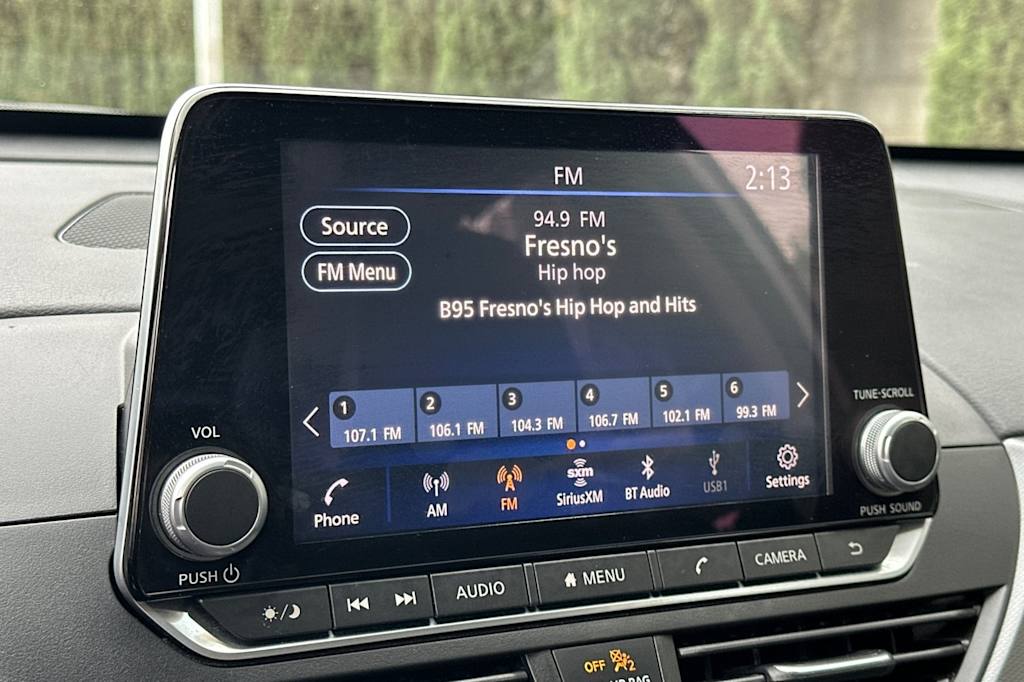 FM
2:13
Source
94.9 FM
Fresno's
FM Menu
Hip hop
B95 Fresno's Hip Hop and Hits
1 2 3 4 5 6
107.1 FM 106.1 FM 104.3 FM 106.7 FM 102.1 FM 99.3 FM
TUNE·SCROLL
VOL
Phone
AM
FM
sxm
SiriusXM
BT Audio
USB1
Settings
PUSH SOUND
PUSH
AUDIO
MENU
CAMERA
OFF 2